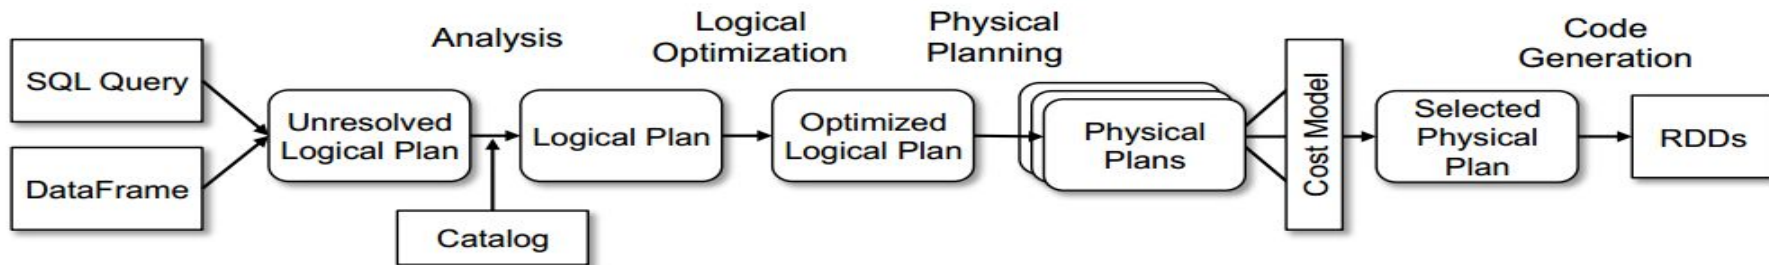 SQL Query
DataFrame
Unresolved
Logical Plan
Analysis
Catalog
Logical Plan
Logical
Optimization
Optimized
Logical Plan
Physical
Planning
Physical
Plans
Cost Model
Selected
Physical
Plan
Code
Generation
RDDs